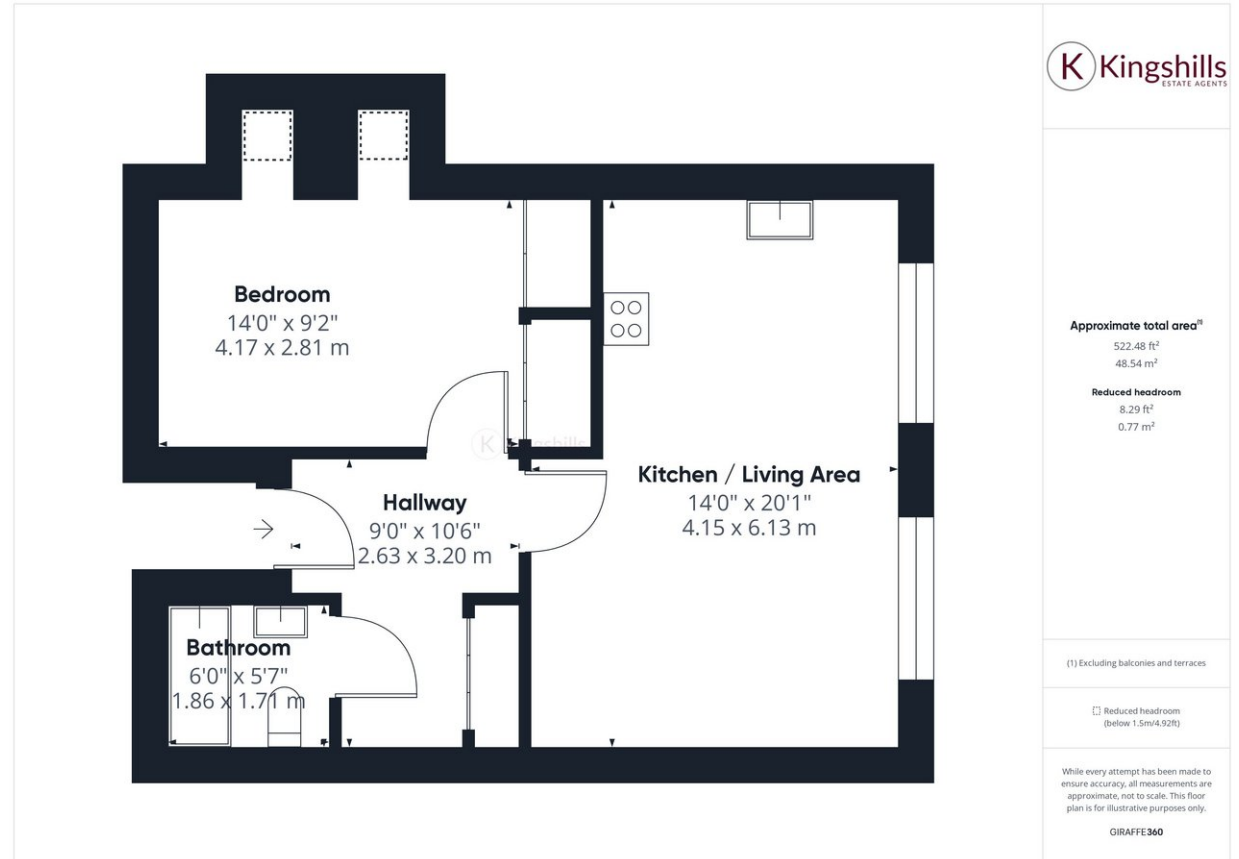 K Kingshills
ESTATE AGENTS
Bedroom
14'0" x 9'2"
4.17 x 2.81 m
K Kingshills
Hallway
9'0" x 10'6"
2.63 x 3.20 m
Kitchen / Living Area
14'0" x 20'1"
4.15 x 6.13 m
Bathroom
6'0" x 5'7"
1.86 x 1.71 m
Approximate total area(1)
522.48 ft²
48.54 m²
Reduced headroom
8.29 ft²
0.77 m²
(1) Excluding balconies and terraces
Reduced headroom
(below 1.5m/4.92ft)
While every attempt has been made to
ensure accuracy, all measurements are
approximate, not to scale. This floor
plan is for illustrative purposes only.
GIRAFFE360